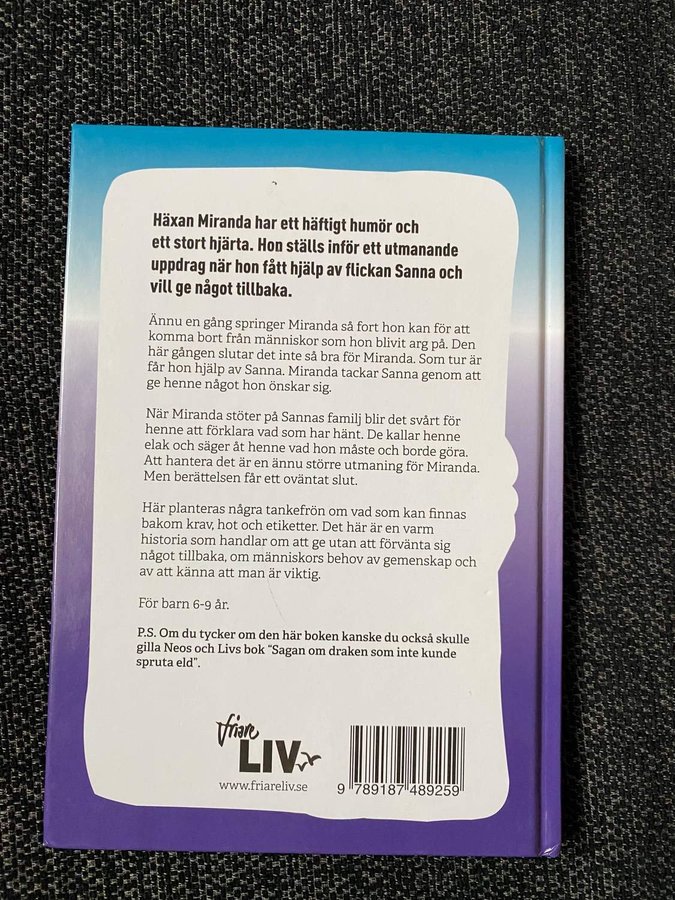 Häxan Miranda har ett häftigt humör och
ett stort hjärta. Hon ställs inför ett utmanande
uppdrag när hon fått hjälp av flickan Sanna och
vill ge något tillbaka.
Ännu en gång springer Miranda så fort hon kan för att
komma bort från människor som hon blivit arg på. Den
här gången slutar det inte så bra för Miranda. Som tur är
får hon hjälp av Sanna. Miranda tackar Sanna genom att
ge henne något hon önskar sig.
När Miranda stöter på Sannas familj blir det svårt för
henne att förklara vad som har hänt. De kallar henne
elak och säger åt henne vad hon måste och borde göra.
Att hantera det är en ännu större utmaning för Miranda.
Men berättelsen får ett oväntat slut.
Här planteras några tankefrön om vad som kan finnas
bakom krav, hot och etiketter. Det här är en varm
historia som handlar om att ge utan att förvänta sig
något tillbaka, om människors behov av gemenskap och
av att känna att man är viktig.
För barn 6-9 år.
P.S. Om du tycker om den här boken kanske du också skulle
gilla Neos och Livs bok "Sagan om draken som inte kunde
spruta eld".
friare
LIV
www.friareliv.se
9 789187 489259